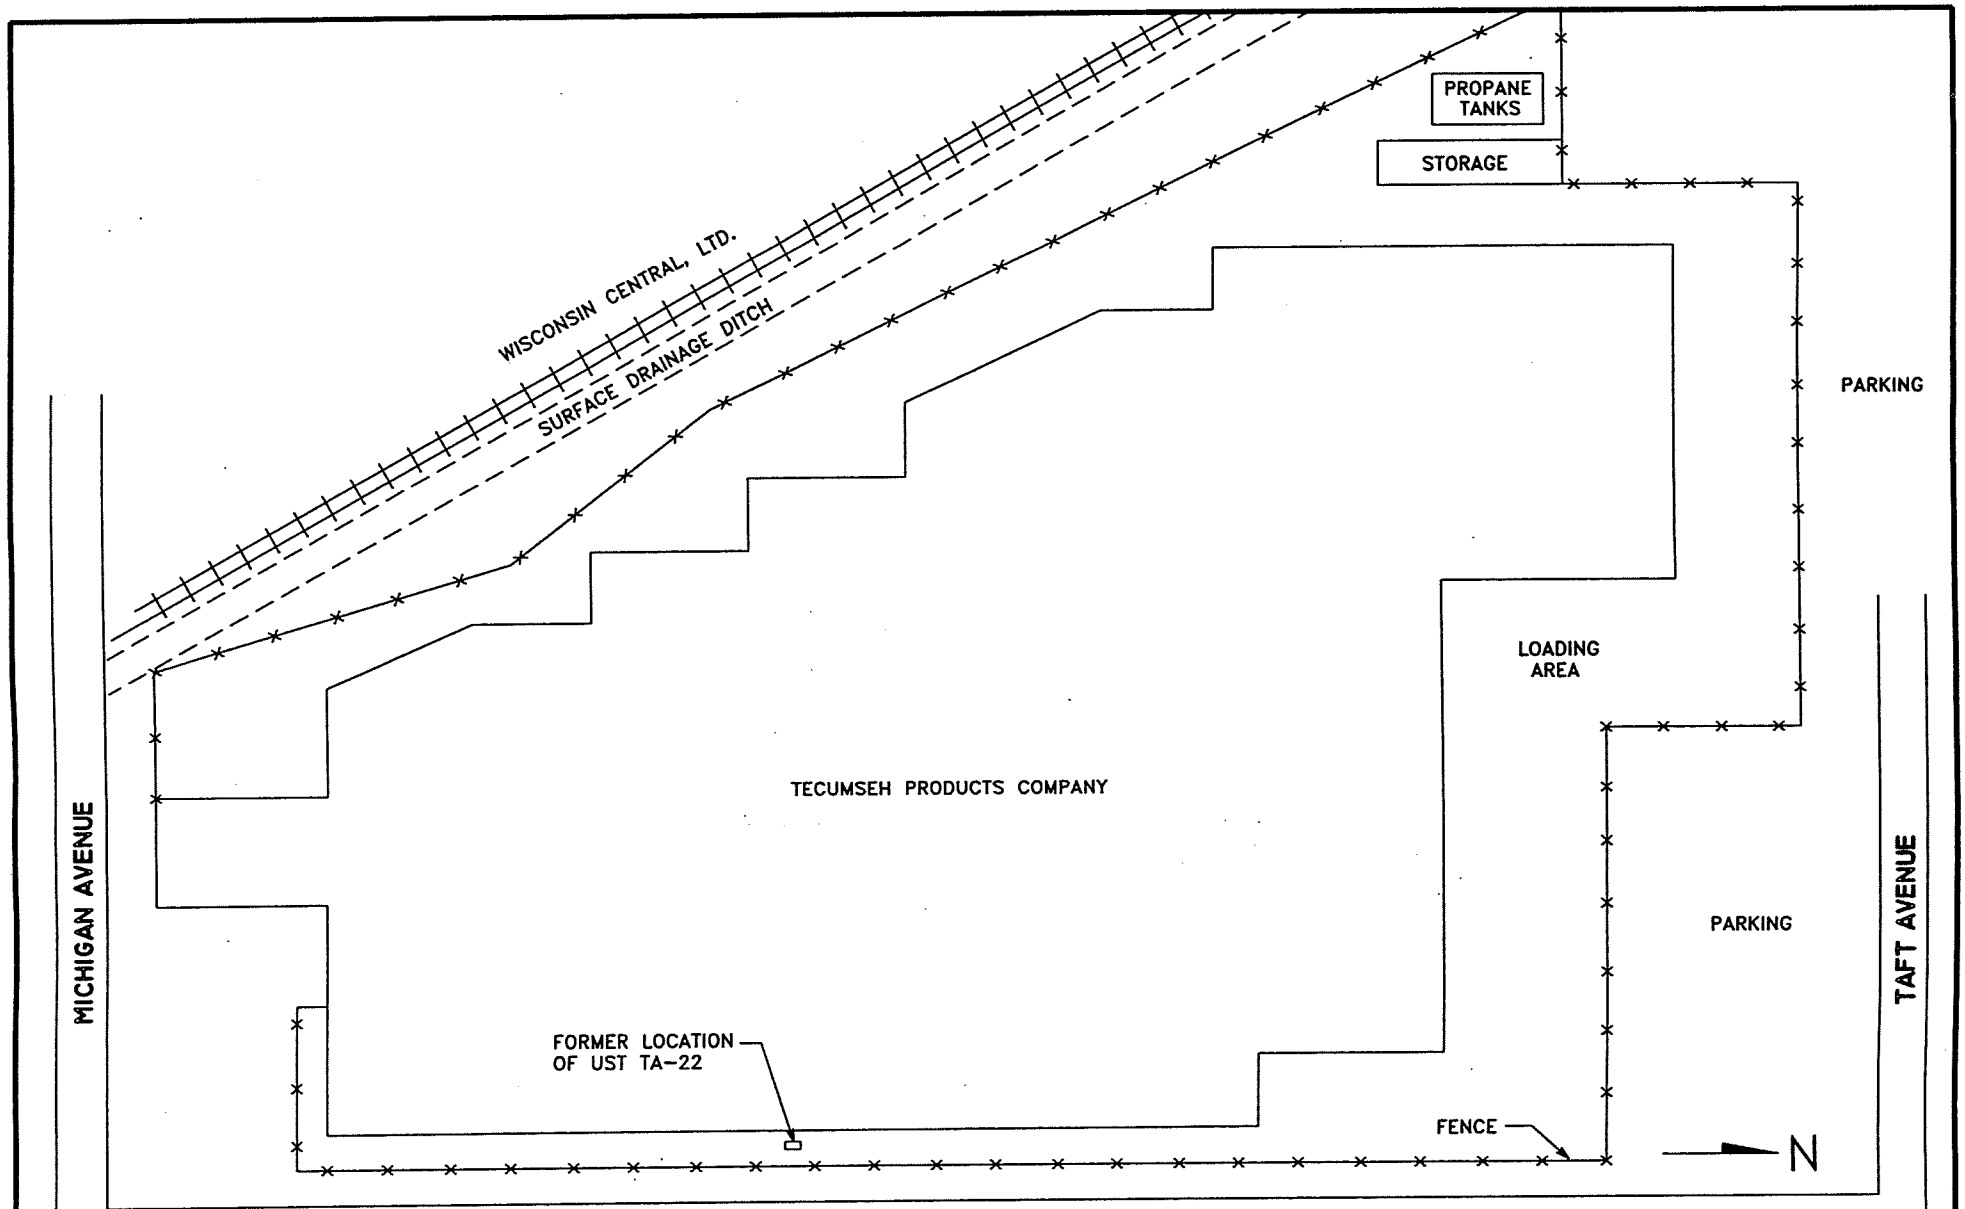 PROPANE
TANKS
STORAGE
WISCONSIN CENTRAL, LTD.
SURFACE DRAINAGE DITCH
PARKING
LOADING
AREA
TECUMSEH PRODUCTS COMPANY
MICHIGAN AVENUE
PARKING
TAFT AVENUE
FORMER LOCATION
OF UST TA-22
FENCE
N